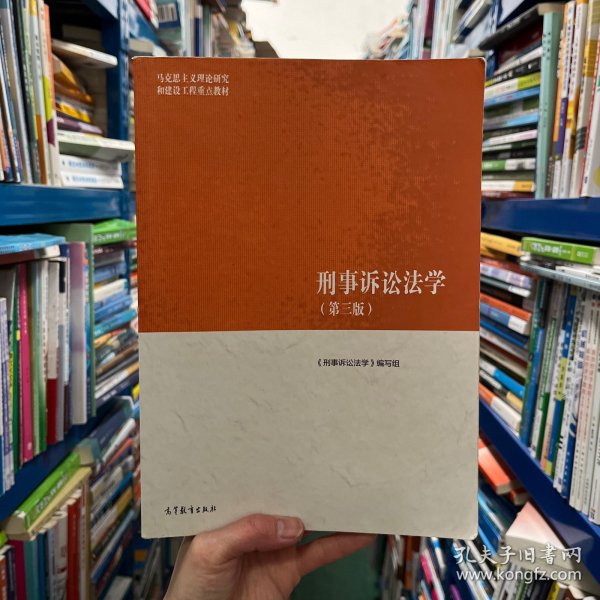 马克思主义理论研究
和建设工程重点教材
刑事诉讼法学
（第三版）
《刑事诉讼法学》编写组
高等教育出版社
孔夫子旧书网
www.kongfz.com